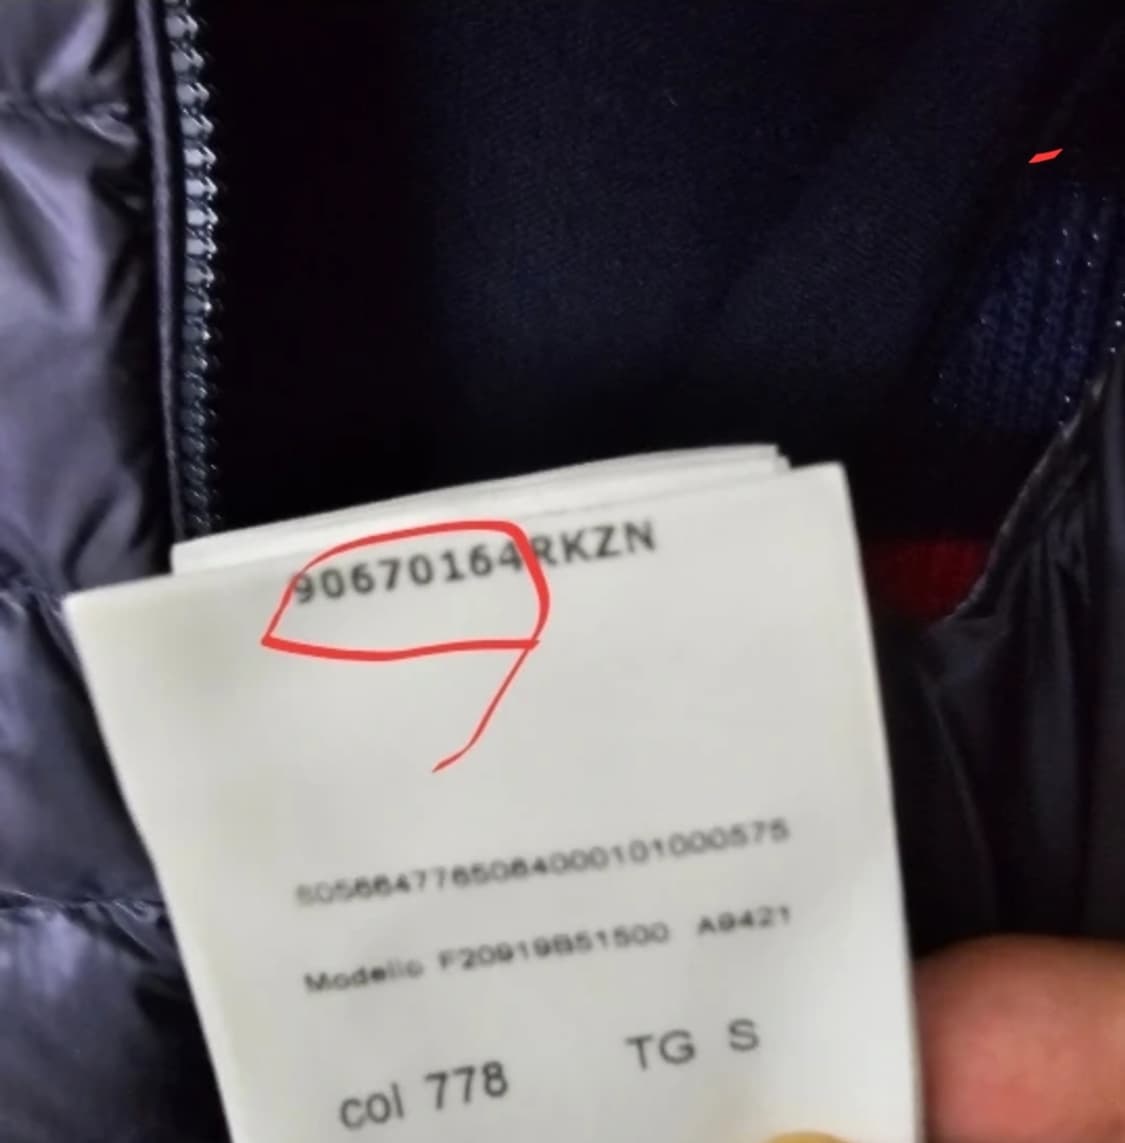 90670164RKZN
8056647765084000101000575
Modello F20919B51500 A9421
col 778 TG S